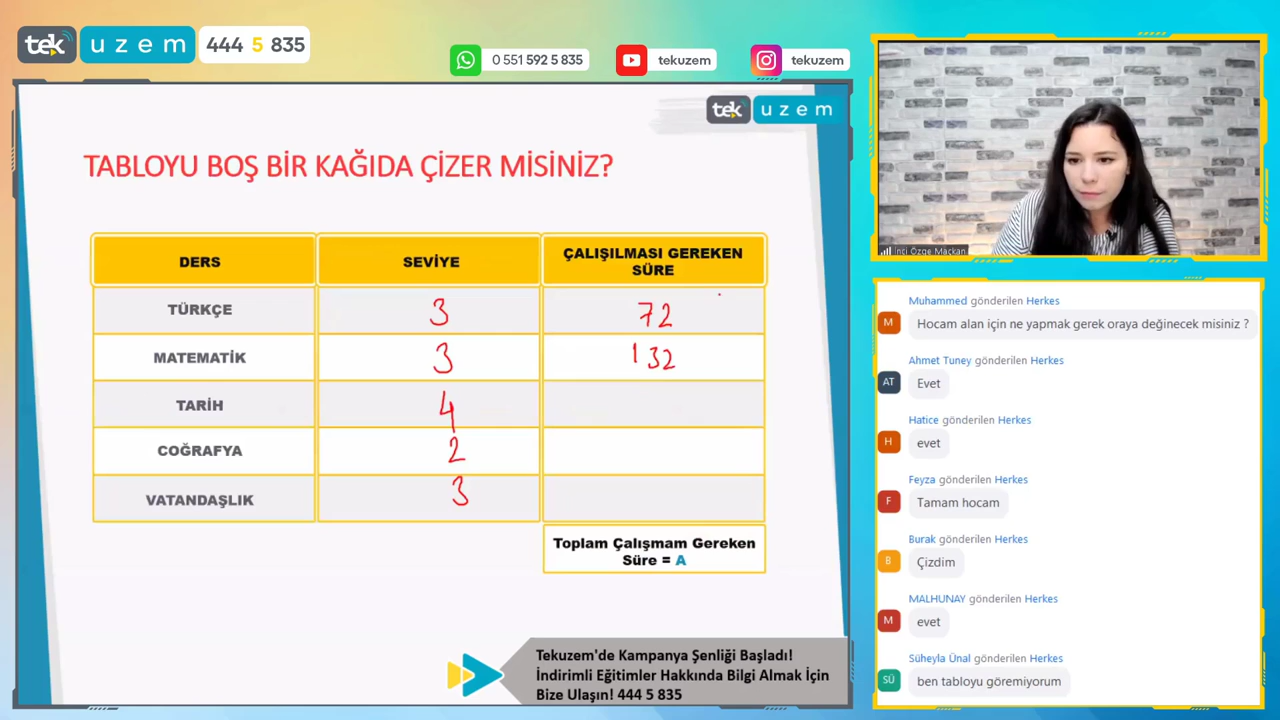 tek uzem 444 5 835
0 551 592 5 835 tekuzem tekuzem
tek uzem
TABLOYU BOŞ BİR KAĞIDA ÇİZER MİSİNİZ?
DERS SEVİYE ÇALIŞILMASI GEREKEN
SÜRE
TÜRKÇE 3 72
MATEMATİK 3 132
TARİH 4
COĞRAFYA 2
VATANDAŞLIK 3
Toplam Çalışmam Gereken
Süre = A
Tekuzem'de Kampanya Şenliği Başladı!
İndirimli Eğitimler Hakkında Bilgi Almak İçin
Bize Ulaşın! 444 5 835
İnci Özge Maçkan
Muhammed gönderilen Herkes
M Hocam alan için ne yapmak gerek oraya değinecek misiniz ?
Ahmet Tuney gönderilen Herkes
AT Evet
Hatice gönderilen Herkes
H evet
Feyza gönderilen Herkes
F Tamam hocam
Burak gönderilen Herkes
B Çizdim
MALHUNAY gönderilen Herkes
M evet
Süheyla Ünal gönderilen Herkes
SÜ ben tabloyu göremiyorum